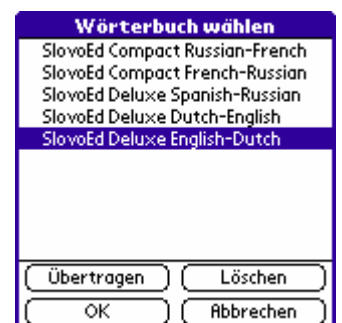 Wörterbuch wählen
SlovoEd Compact Russian-French
SlovoEd Compact French-Russian
SlovoEd Deluxe Spanish-Russian
SlovoEd Deluxe Dutch-English
SlovoEd Deluxe English-Dutch
Übertragen Löschen
OK Abbrechen